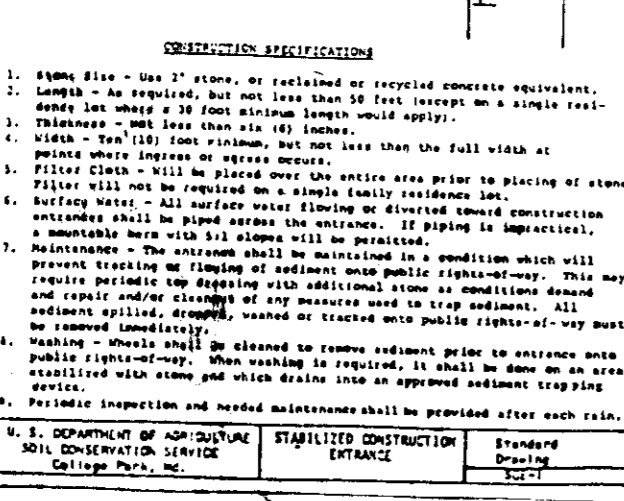 CONSTRUCTION SPECIFICATIONS
1. Stone Size - Use 2" stone, or reclaimed or recycled concrete equivalent.
2. Length - As required, but not less than 50 feet (except on a single resi-
dence lot where a 30 foot minimum length would apply).
3. Thickness - Not less than six (6) inches.
4. Width - Ten (10) foot minimum, but not less than the full width at
points where ingress or egress occurs.
5. Filter Cloth - Will be placed over the entire area prior to placing of stone
Filter will not be required on a single family residence lot.
6. Surface Water - All surface water flowing or diverted toward construction
entrances shall be piped across the entrance. If piping is impractical,
a mountable berm with 5:1 slopes will be permitted.
7. Maintenance - The entrance shall be maintained in a condition which will
prevent tracking or flowing of sediment onto public rights-of-way. This may
require periodic top dressing with additional stone as conditions demand
and repair and/or cleanout of any measures used to trap sediment. All
sediment spilled, dropped, washed or tracked onto public rights-of-way must
be removed immediately.
8. Washing - Wheels shall be cleaned to remove sediment prior to entrance onto
public rights-of-way. When washing is required, it shall be done on an area
stabilized with stone and which drains into an approved sediment trapping
device.
9. Periodic inspection and needed maintenance shall be provided after each rain.
U. S. DEPARTMENT OF AGRICULTURE
SOIL CONSERVATION SERVICE
College Park, Md.
STABILIZED CONSTRUCTION
ENTRANCE
Standard
Drawing
SCE-1